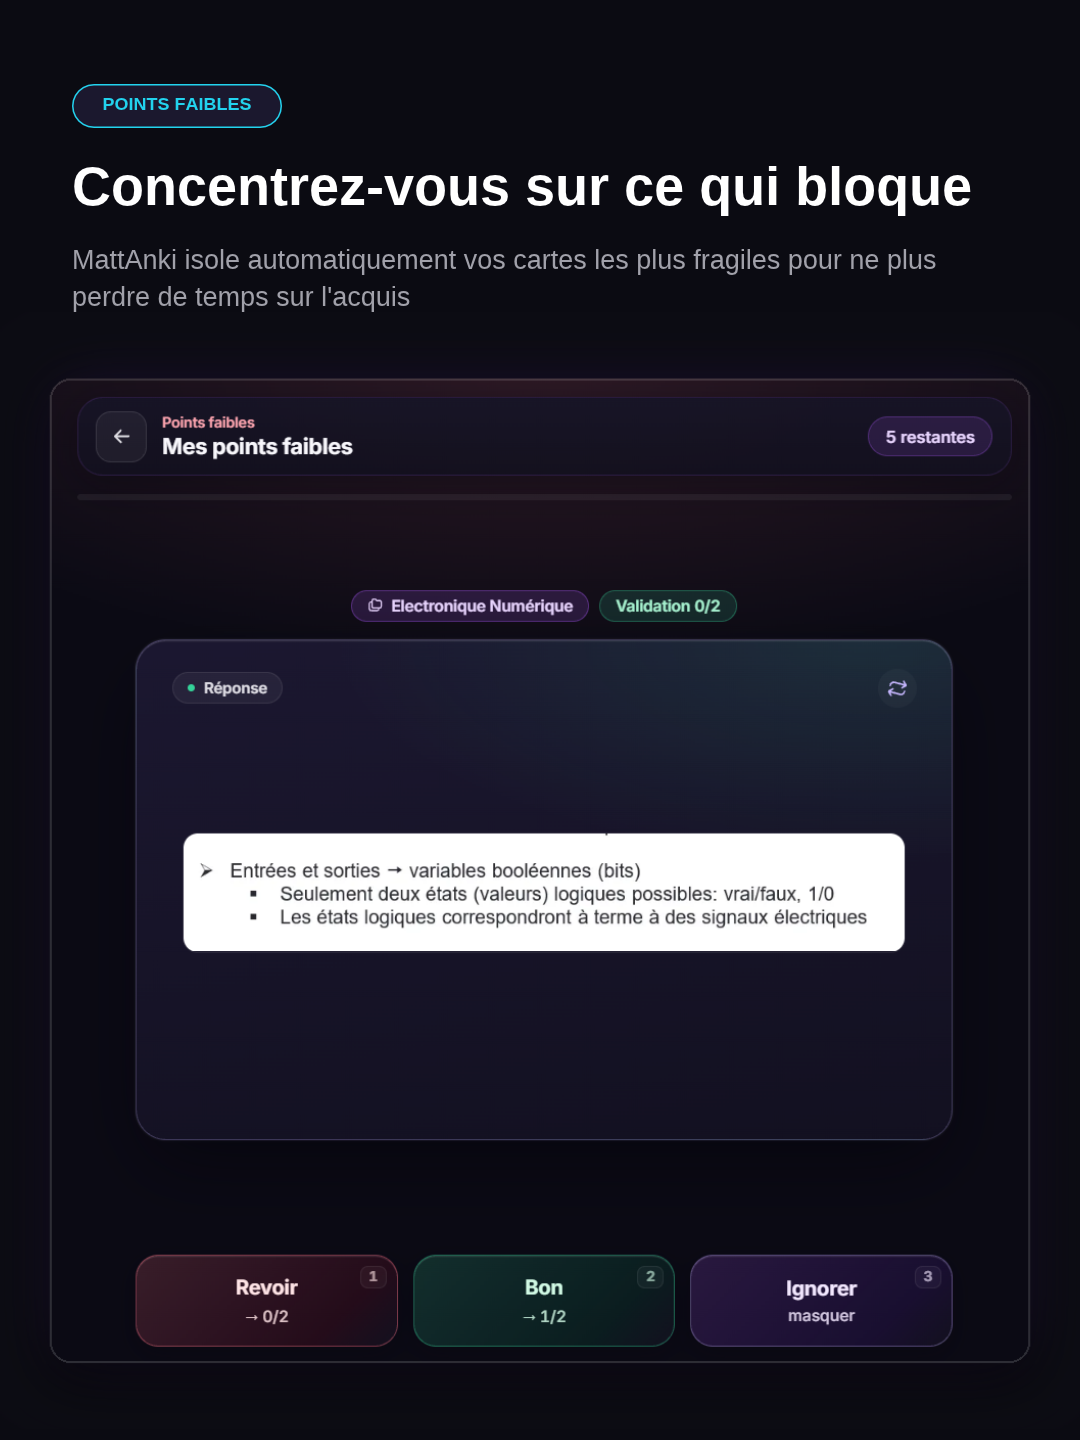 POINTS FAIBLES
Concentrez-vous sur ce qui bloque
MattAnki isole automatiquement vos cartes les plus fragiles pour ne plus
perdre de temps sur l'acquis
Points faibles
Mes points faibles
5 restantes
Electronique Numérique
Validation 0/2
Réponse
➢ Entrées et sorties → variables booléennes (bits)
▪ Seulement deux états (valeurs) logiques possibles: vrai/faux, 1/0
▪ Les états logiques correspondront à terme à des signaux électriques
Revoir
1
→ 0/2
Bon
2
→ 1/2
Ignorer
3
masquer